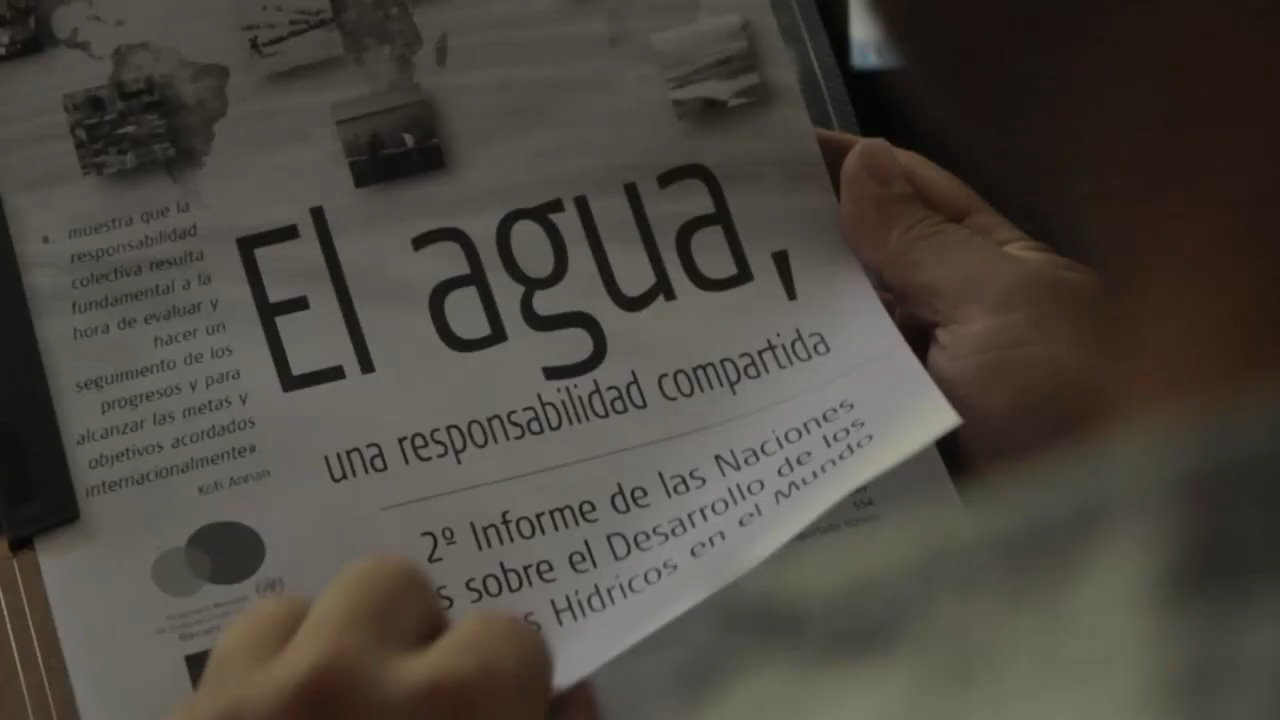 «... muestra que la
responsabilidad
colectiva resulta
fundamental a la
hora de evaluar y
hacer un
seguimiento de los
progresos y para
alcanzar las metas y
objetivos acordados
internacionalmente»
Kofi Annan
El agua,
una responsabilidad compartida
2º Informe de las Naciones
s sobre el Desarrollo de los
s Hídricos en el Mundo
554